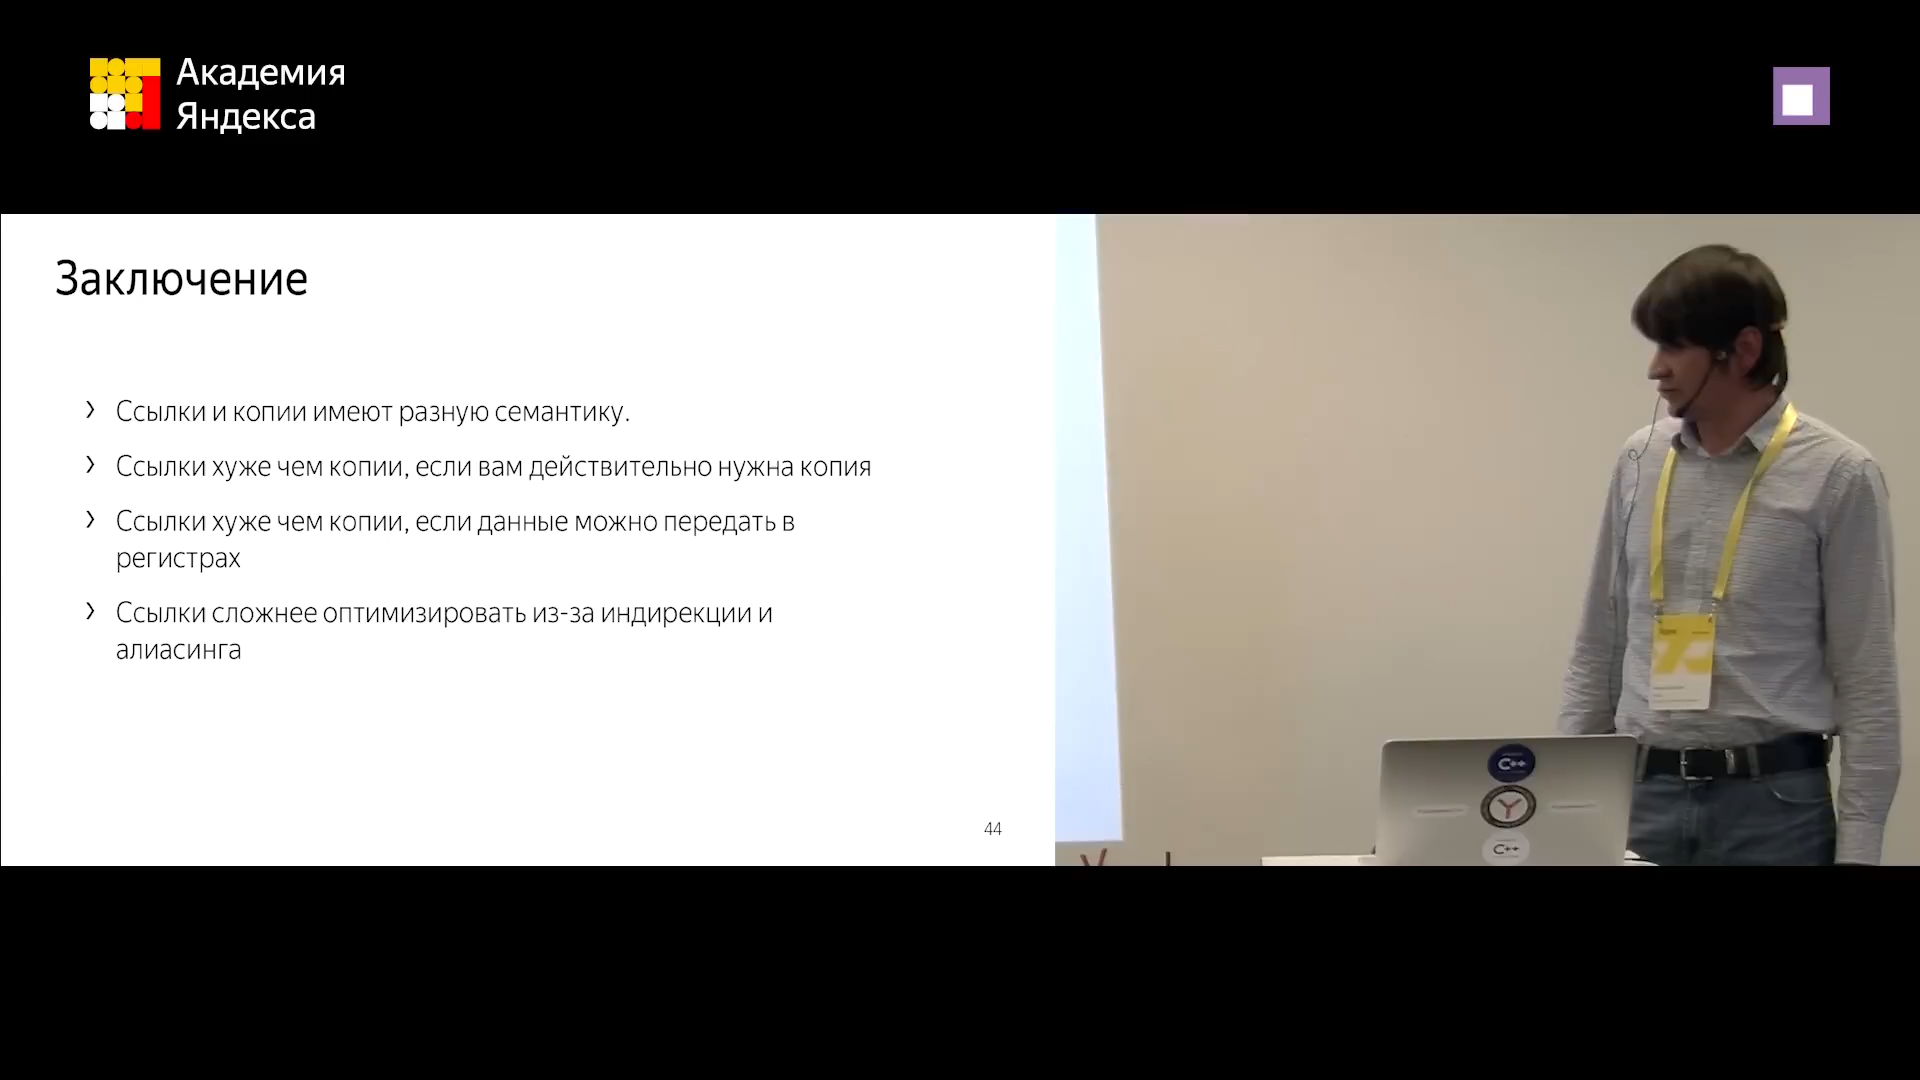 Академия
Яндекса
Заключение
› Ссылки и копии имеют разную семантику.
› Ссылки хуже чем копии, если вам действительно нужна копия
› Ссылки хуже чем копии, если данные можно передать в
регистрах
› Ссылки сложнее оптимизировать из-за индирекции и
алиасинга
44
C++
Y
C++